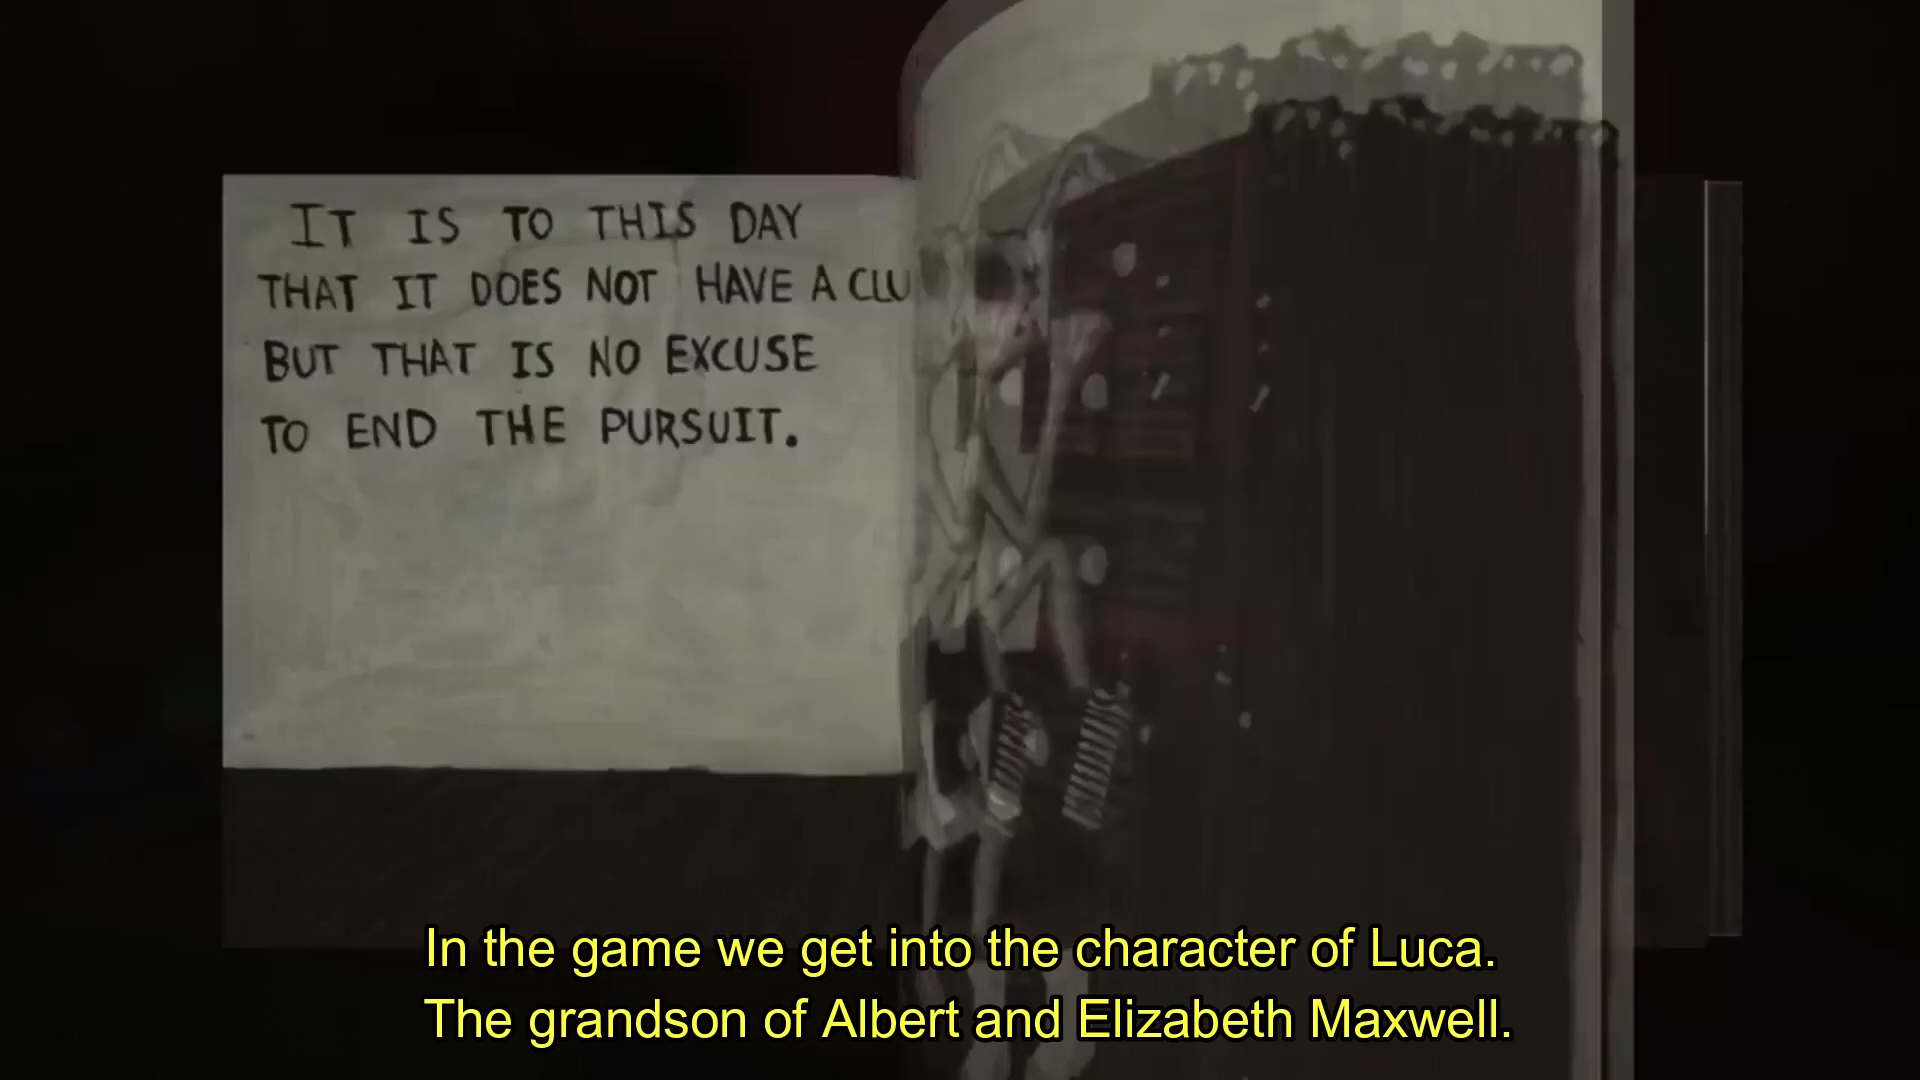 IT IS TO THIS DAY
THAT IT DOES NOT HAVE A CLU
BUT THAT IS NO EXCUSE
TO END THE PURSUIT.
In the game we get into the character of Luca.
The grandson of Albert and Elizabeth Maxwell.